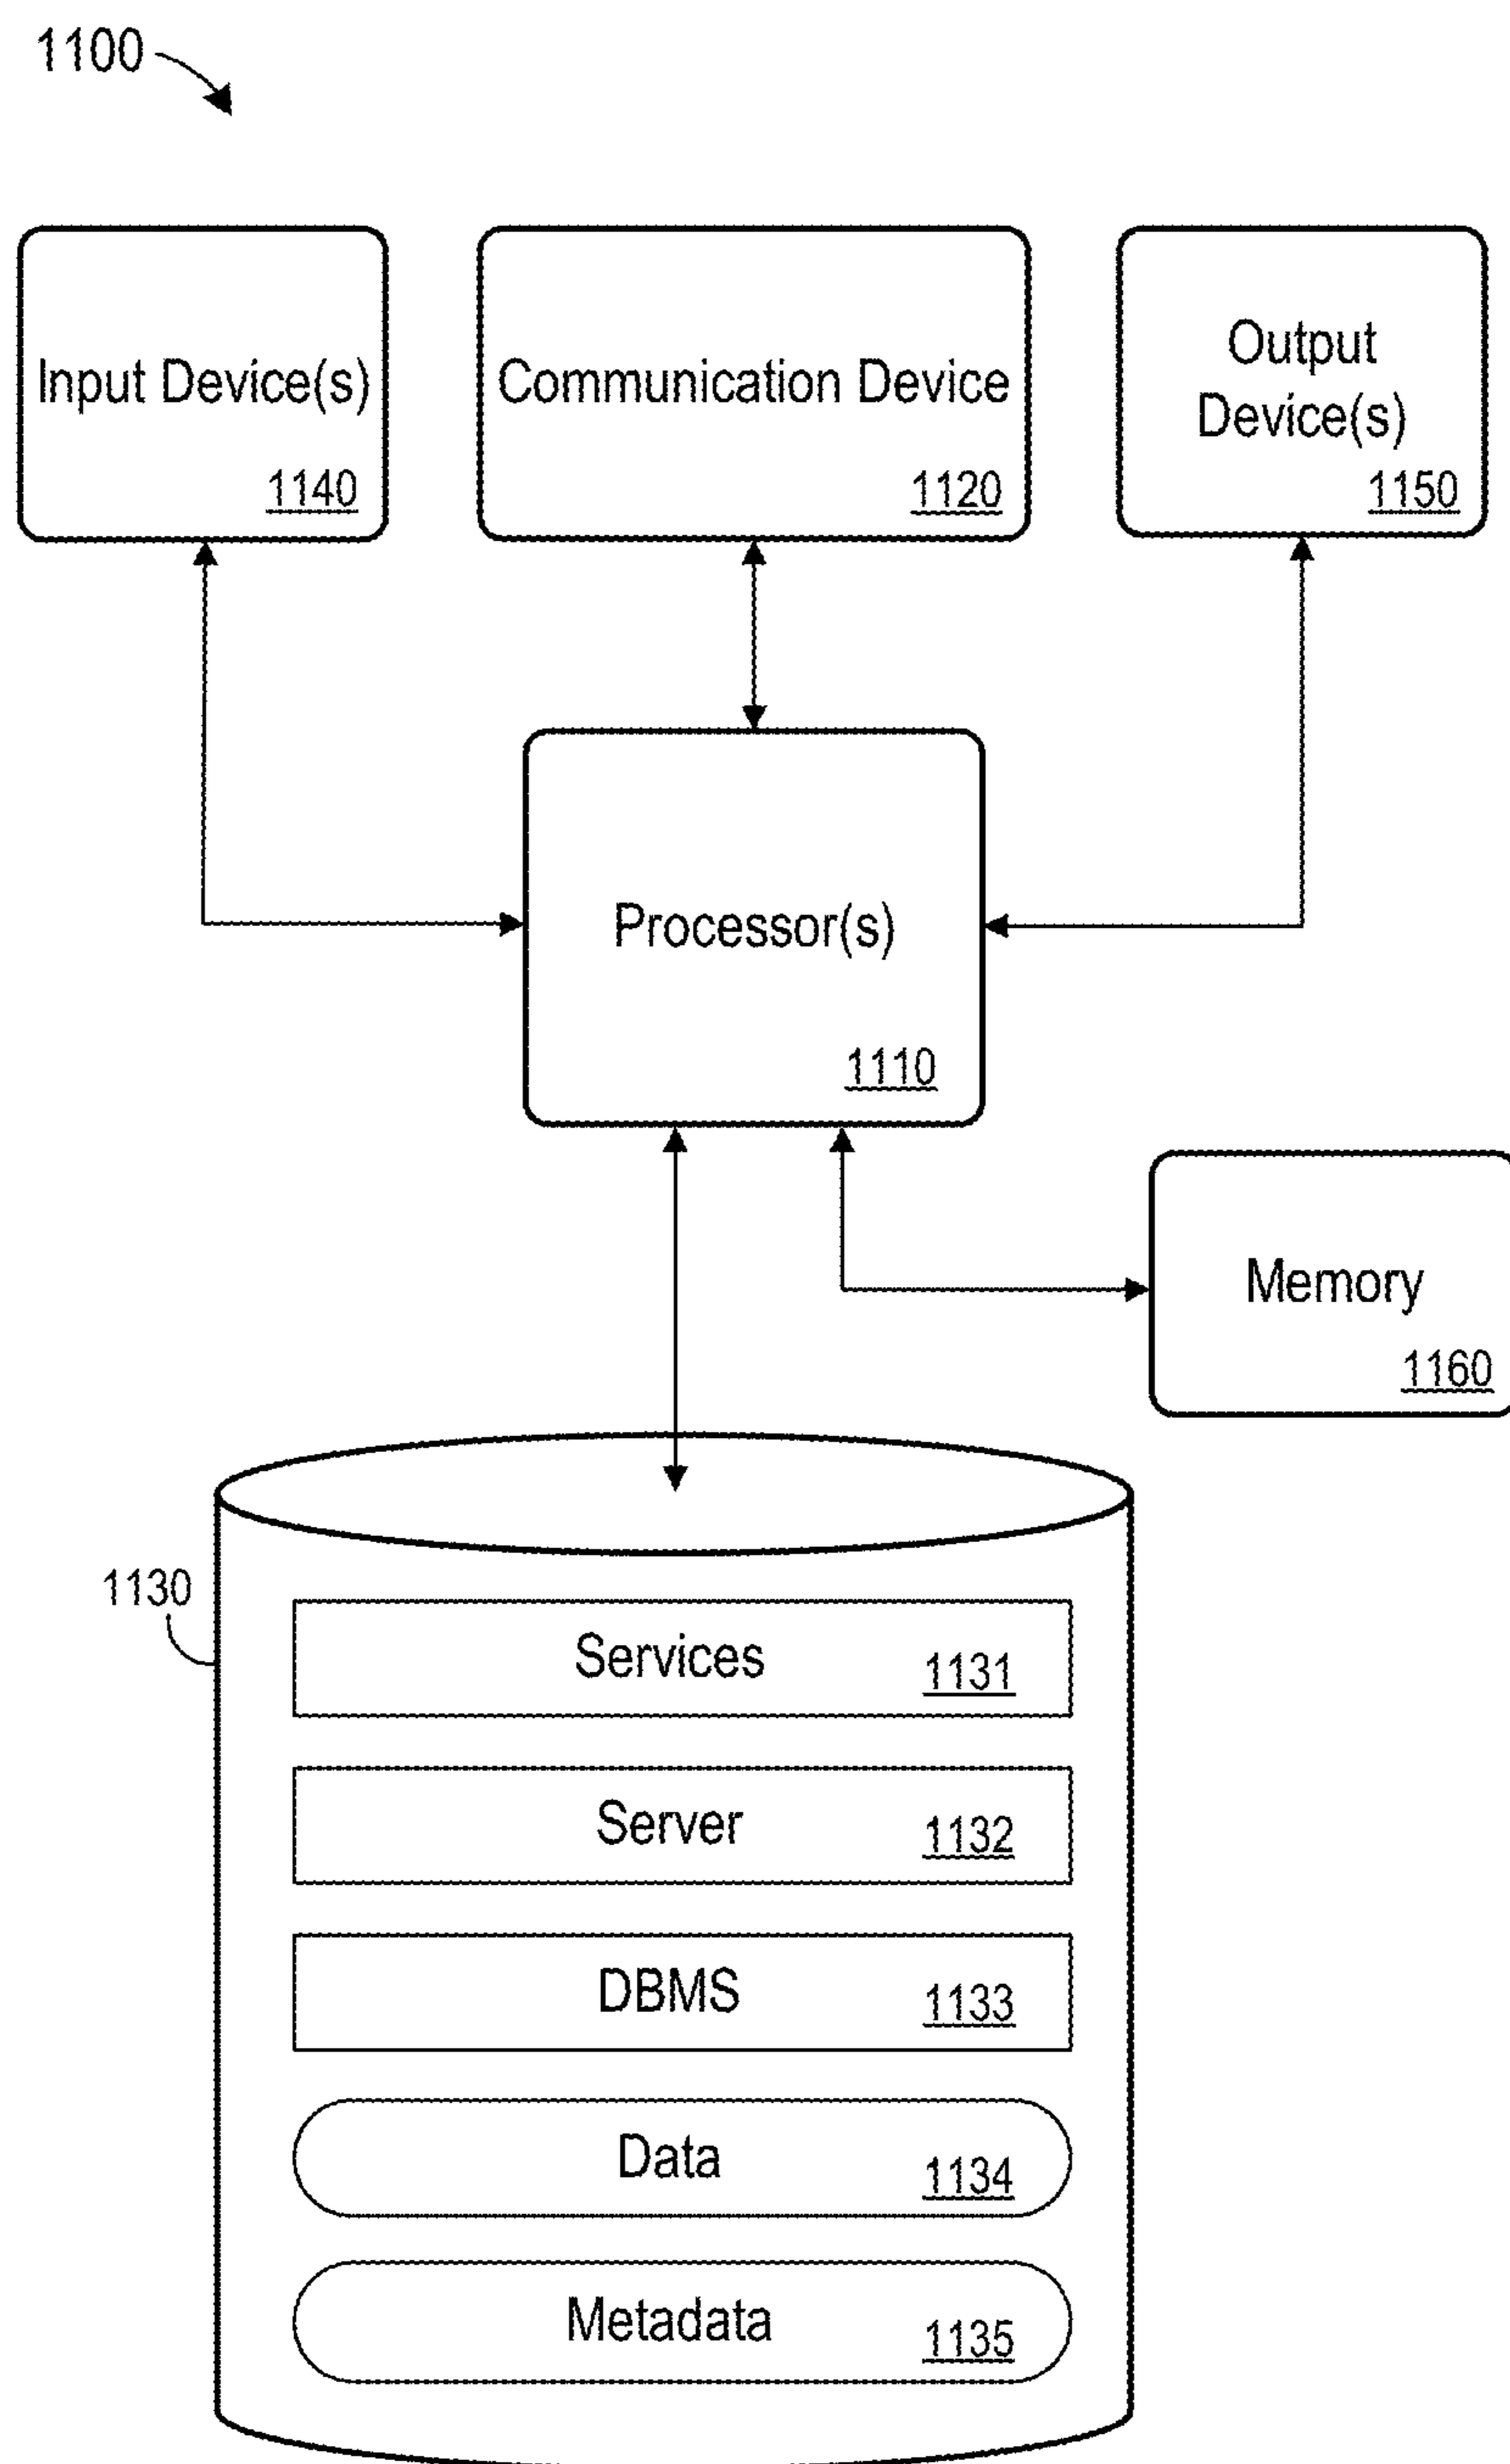 1100
Input Device(s)
1140
Communication Device
1120
Output
Device(s)
1150
Processor(s)
1110
Memory
1160
1130
Services
1131
Server
1132
DBMS
1133
Data
1134
Metadata
1135